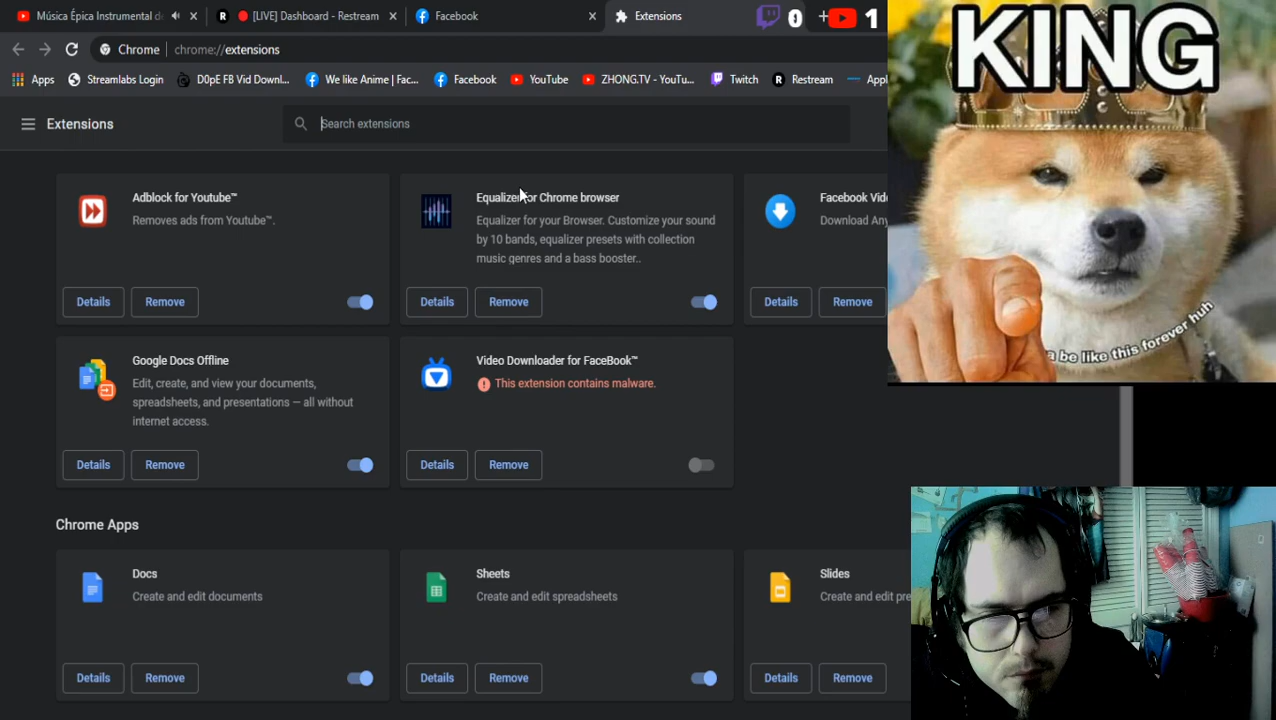 Música Épica Instrumental d
[LIVE] Dashboard - Restream
Facebook
Extensions
0
1
Chrome
chrome://extensions
Apps
Streamlabs Login
D0pE FB Vid Downl...
We like Anime | Fac...
Facebook
YouTube
ZHONG.TV - YouTu...
Twitch
Restream
Appl
Extensions
Search extensions
Adblock for Youtube™
Removes ads from Youtube™.
Details
Remove
Equalizer for Chrome browser
Equalizer for your Browser. Customize your sound
by 10 bands, equalizer presets with collection
music genres and a bass booster..
Details
Remove
Facebook Vide
Download Any
Details
Remove
Google Docs Offline
Edit, create, and view your documents,
spreadsheets, and presentations — all without
internet access.
Details
Remove
Video Downloader for FaceBook™
This extension contains malware.
Details
Remove
Chrome Apps
Docs
Create and edit documents
Details
Remove
Sheets
Create and edit spreadsheets
Details
Remove
Slides
Create and edit pre
Details
Remove
KING
a be like this forever huh